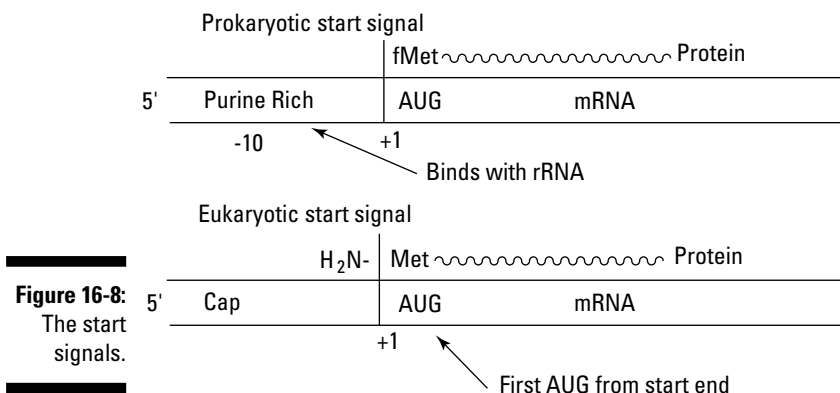 Prokaryotic start signal
fMet Protein
5' Purine Rich AUG mRNA
-10 +1
Binds with rRNA
Eukaryotic start signal
H₂N- Met Protein
5' Cap AUG mRNA
+1
First AUG from start end
Figure 16-8:
The start
signals.